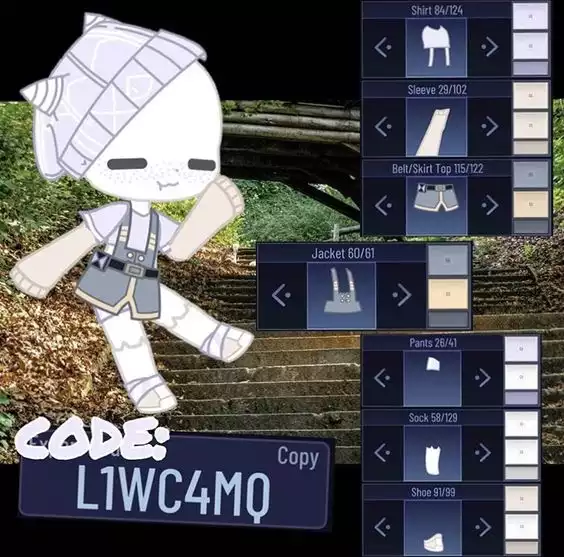 Shirt 84/124
Sleeve 29/102
Belt/Skirt Top 115/122
Jacket 60/61
Pants 26/41
Sock 58/129
Shoe 91/99
CODE:
Copy
L1WC4MQ